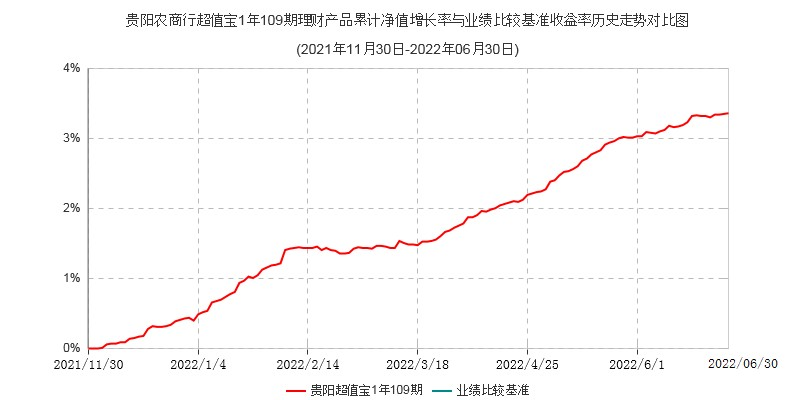 贵阳农商行超值宝1年109期理财产品累计净值增长率与业绩比较基准收益率历史走势对比图
(2021年11月30日-2022年06月30日)
4%
3%
2%
1%
0%
2021/11/30 2022/1/4 2022/2/14 2022/3/18 2022/4/25 2022/6/1 2022/06/30
贵阳超值宝1年109期 业绩比较基准